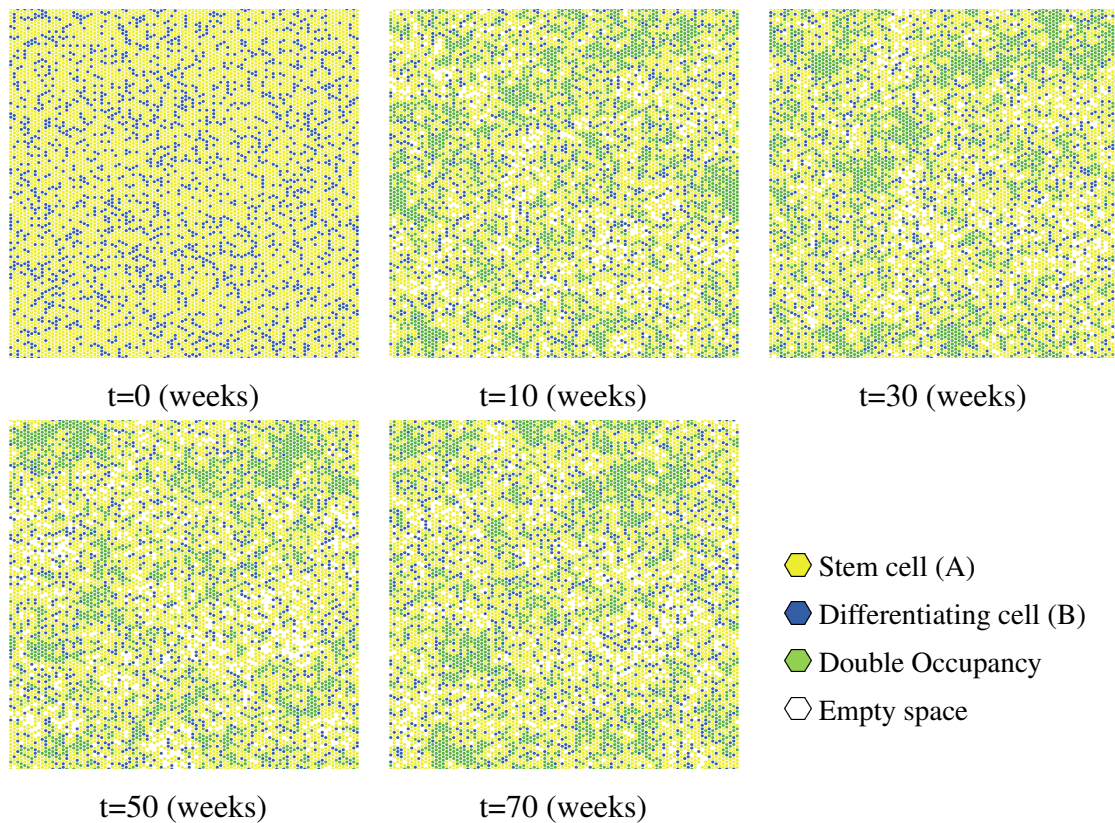 t=0 (weeks)
t=10 (weeks)
t=30 (weeks)
t=50 (weeks)
t=70 (weeks)
Stem cell (A)
Differentiating cell (B)
Double Occupancy
Empty space